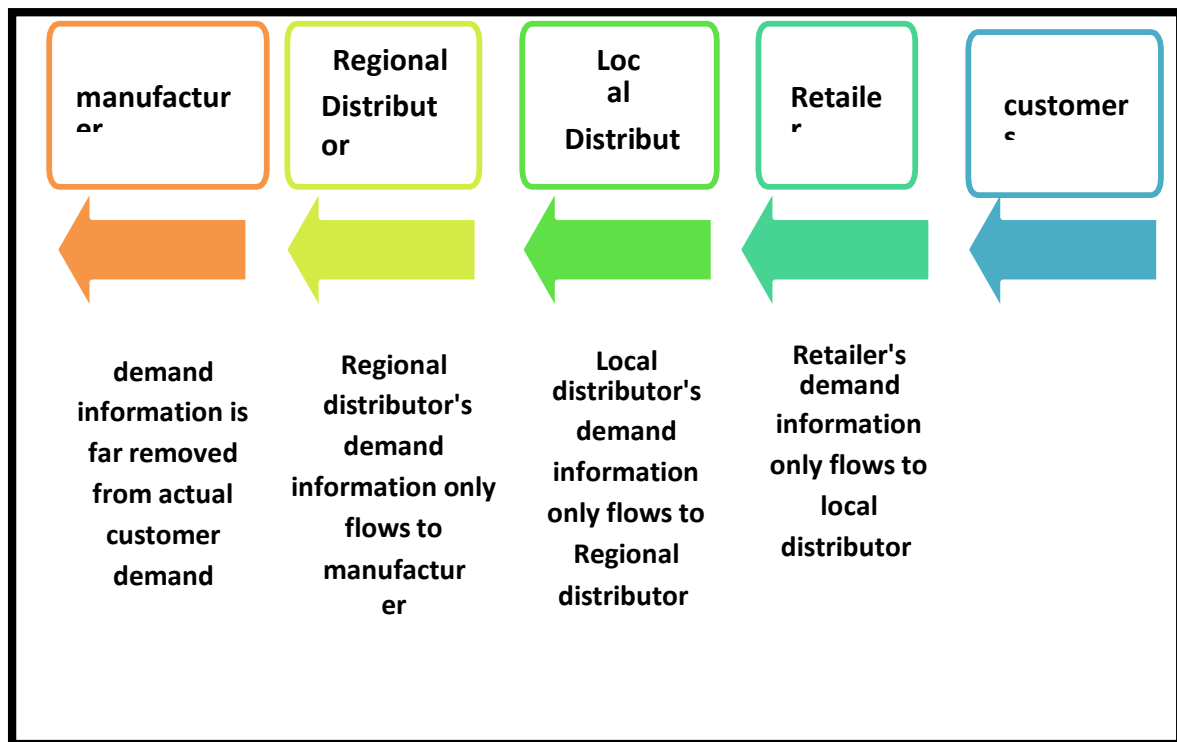 manufactur
er
Regional
Distribut
or
Loc
al
Distribut
Retaile
r
customer
s
demand
information is
far removed
from actual
customer
demand
Regional
distributor's
demand
information only
flows to
manufactur
er
Local
distributor's
demand
information
only flows to
Regional
distributor
Retailer's
demand
information
only flows to
local
distributor